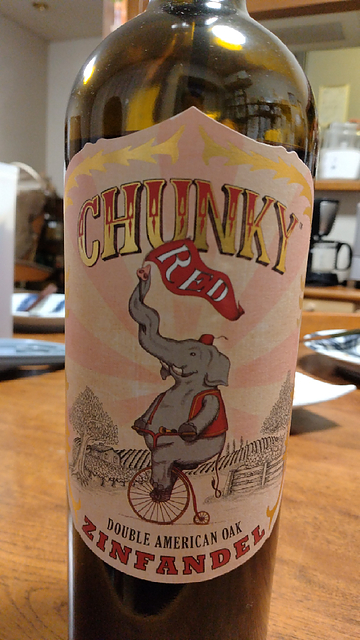 CHUNKY
RED
DOUBLE AMERICAN OAK
ZINFANDEL